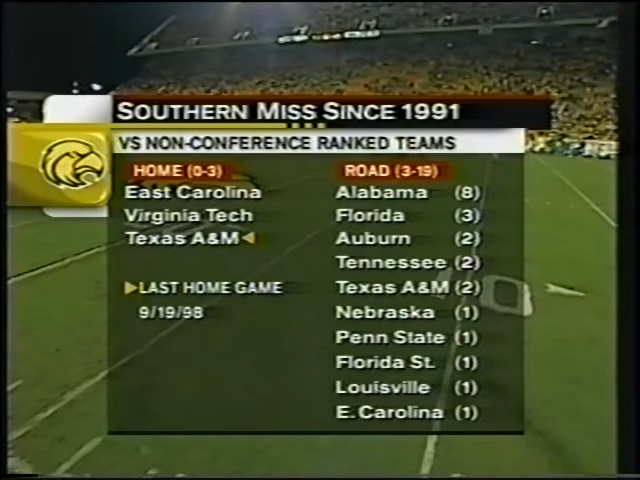 SOUTHERN MISS SINCE 1991
VS NON-CONFERENCE RANKED TEAMS
HOME (0-3)
East Carolina
Virginia Tech
Texas A&M◀
▶LAST HOME GAME
9/19/98
ROAD (3-19)
Alabama (8)
Florida (3)
Auburn (2)
Tennessee (2)
Texas A&M (2)
Nebraska (1)
Penn State (1)
Florida St. (1)
Louisville (1)
E. Carolina (1)
0